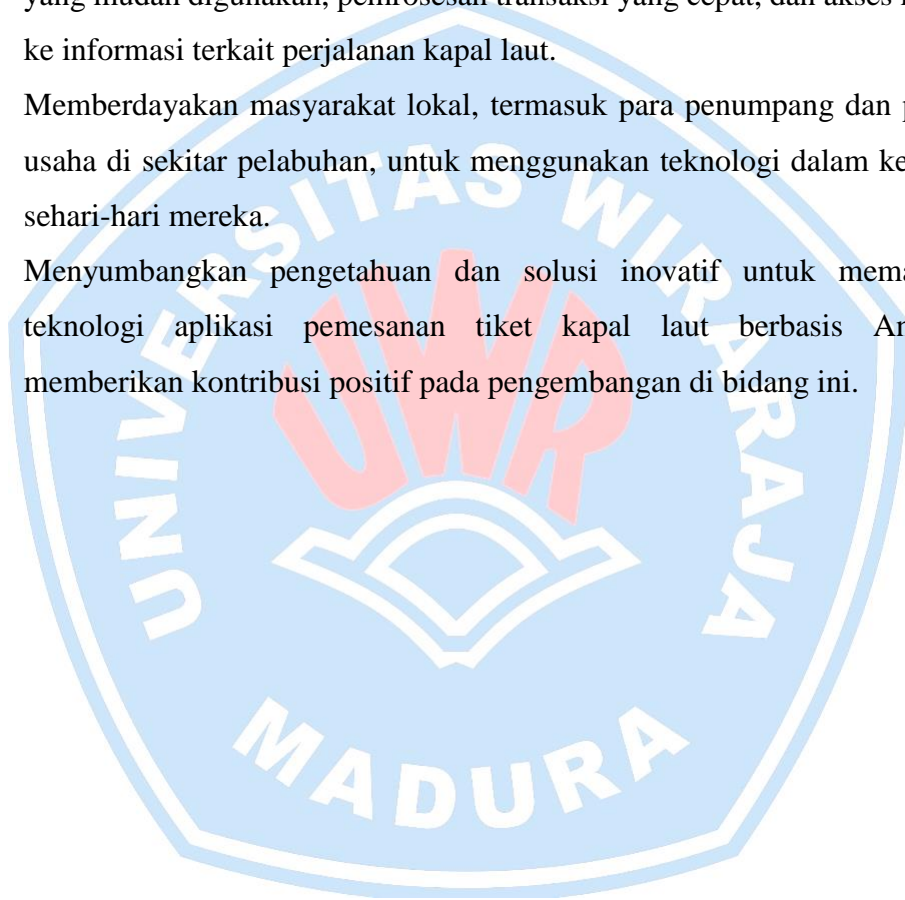 yang mudah digunakan, pemrosesan transaksi yang cepat, dan akses
ke informasi terkait perjalanan kapal laut.
Memberdayakan masyarakat lokal, termasuk para penumpang dan
usaha di sekitar pelabuhan, untuk menggunakan teknologi dalam
sehari-hari mereka.
Menyumbangkan pengetahuan dan solusi inovatif untuk
teknologi aplikasi pemesanan tiket kapal laut berbasis
memberikan kontribusi positif pada pengembangan di bidang ini.
UNIVERSITAS WIRARAJA
UWR
MADURA